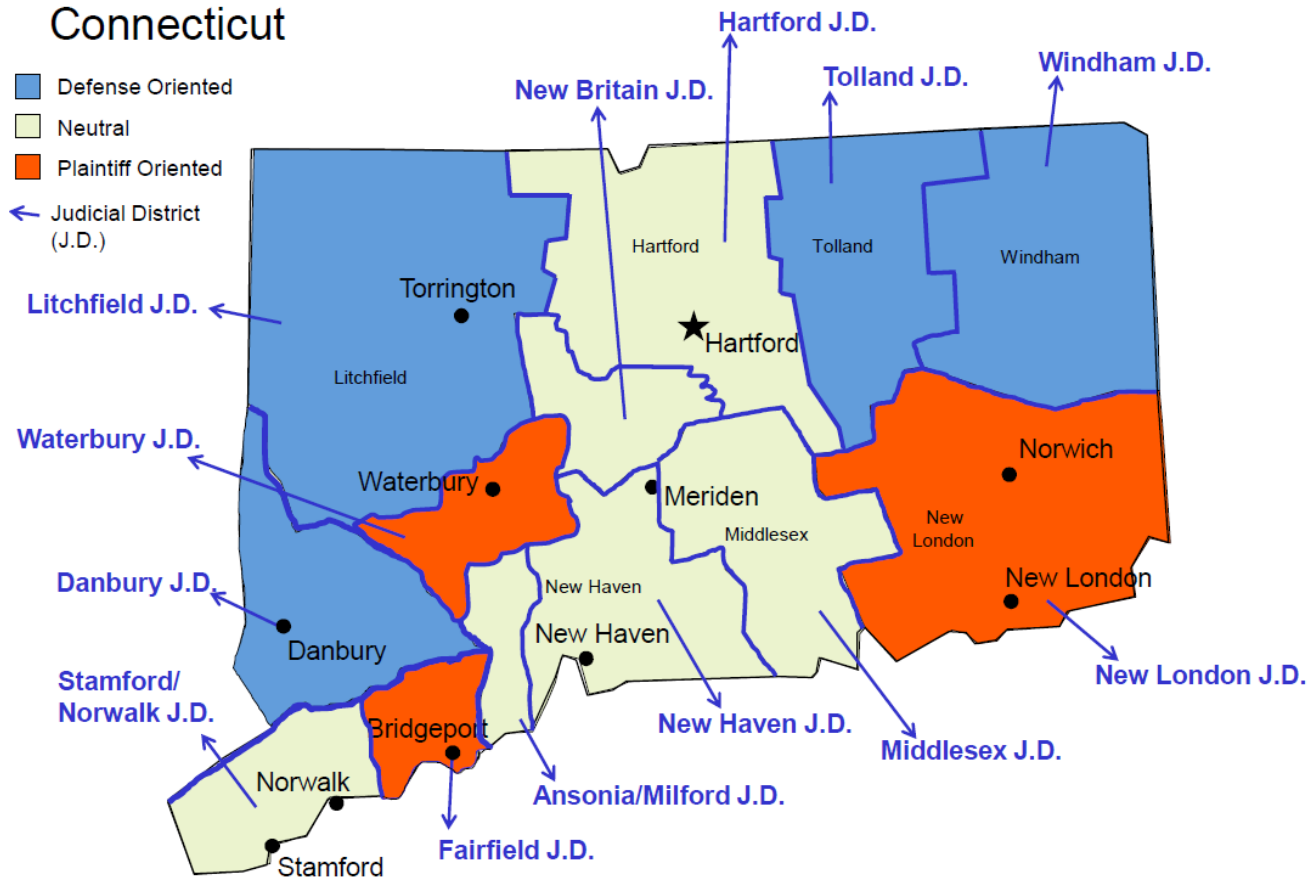 Connecticut
Defense Oriented
Neutral
Plaintiff Oriented
Judicial District
(J.D.)
Hartford J.D.
New Britain J.D.
Tolland J.D.
Windham J.D.
Hartford
Tolland
Windham
Litchfield J.D.
Torrington
Hartford
Litchfield
Waterbury J.D.
Waterbury
Meriden
Norwich
Middlesex
New
London
Danbury J.D.
New Haven
New London
Danbury
New Haven
Stamford/
Norwalk J.D.
New London J.D.
New Haven J.D.
Bridgeport
Middlesex J.D.
Norwalk
Ansonia/Milford J.D.
Fairfield J.D.
Stamford